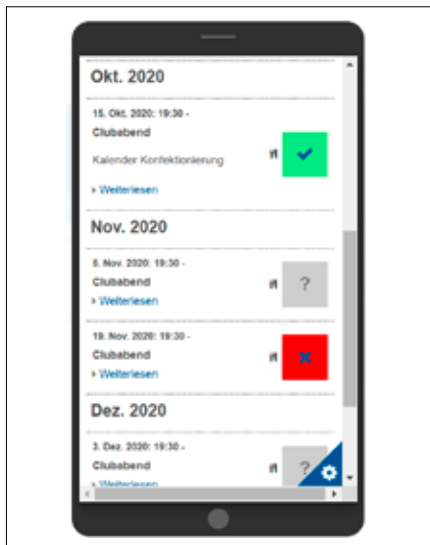 Okt. 2020
15. Okt. 2020: 19:30 -
Clubabend
Kalender Konfektionierung
Weiterlesen
Nov. 2020
5. Nov. 2020: 19:30 -
Clubabend
?
Weiterlesen
19. Nov. 2020: 19:30 -
Clubabend
Weiterlesen
Dez. 2020
3. Dez. 2020: 19:30 -
Clubabend
?
Weiterlesen